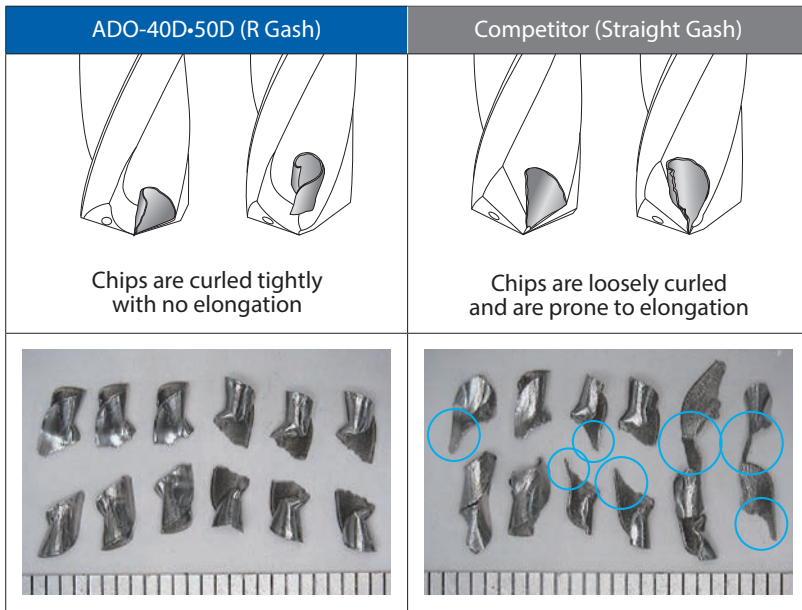 ADO-40D•50D (R Gash)
Competitor (Straight Gash)
Chips are curled tightly
with no elongation
Chips are loosely curled
and are prone to elongation